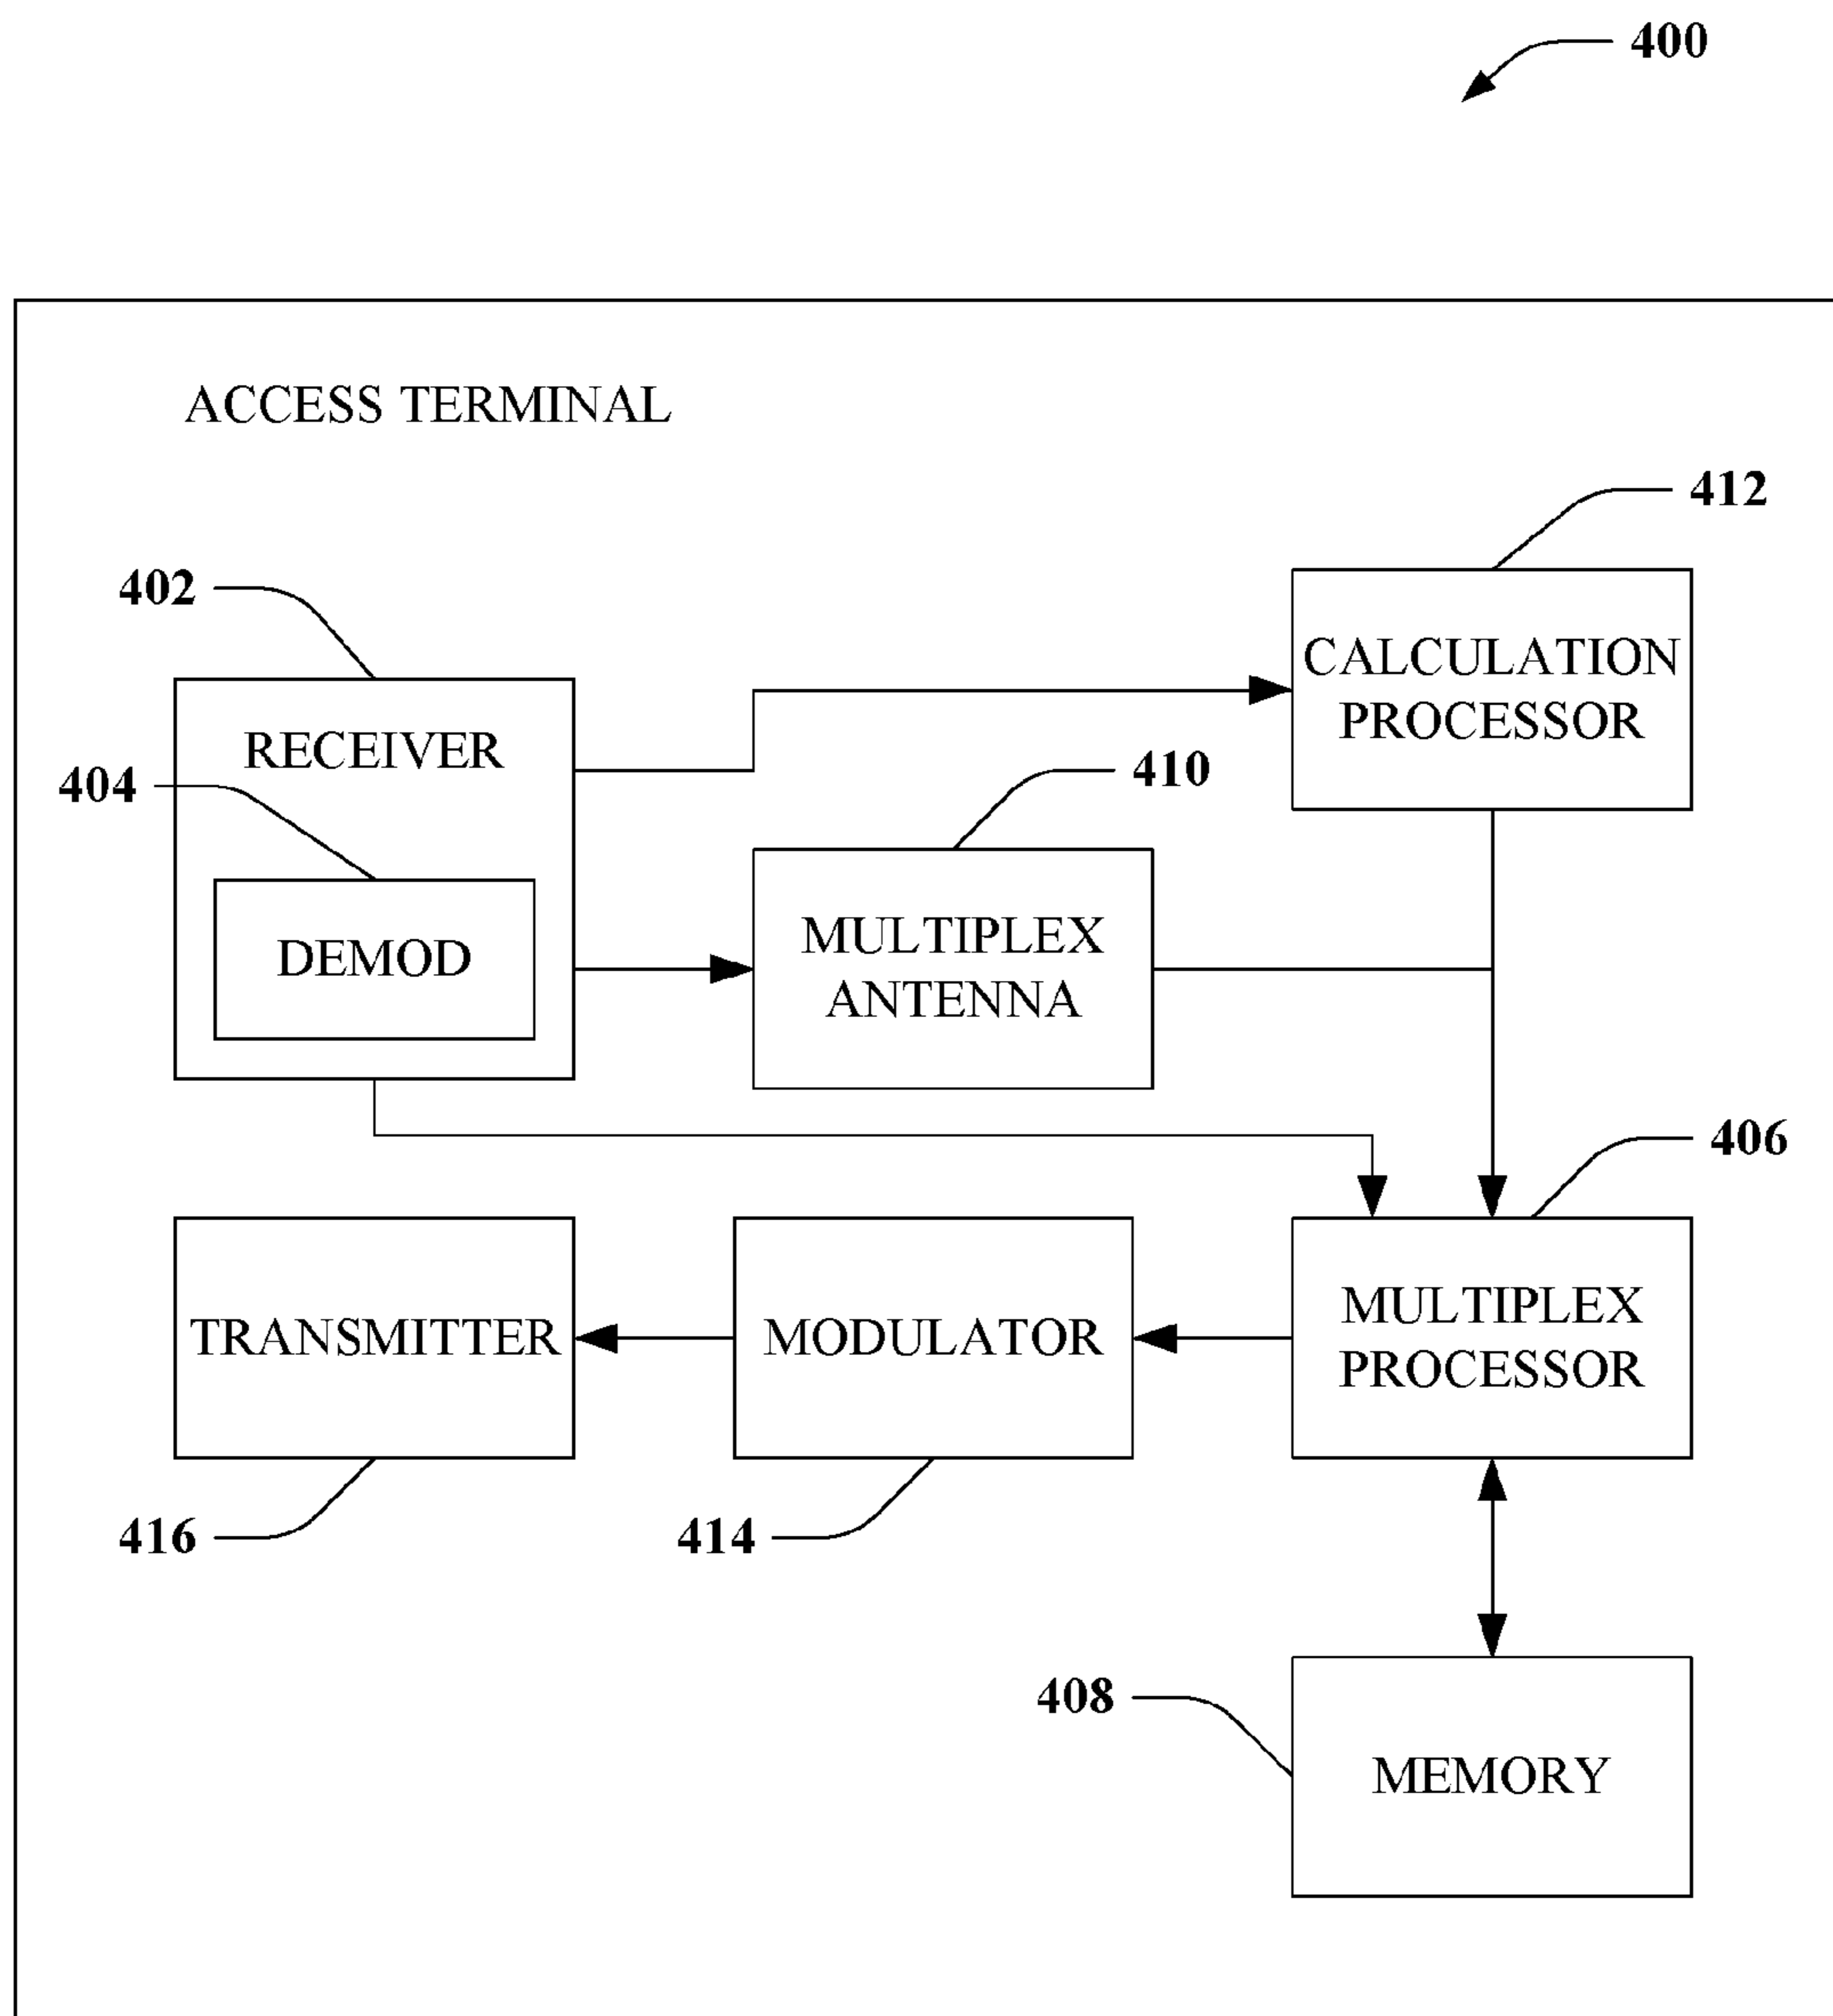 400
ACCESS TERMINAL
412
402
CALCULATION
PROCESSOR
RECEIVER
404
410
DEMOD
MULTIPLEX
ANTENNA
406
TRANSMITTER
MODULATOR
MULTIPLEX
PROCESSOR
416
414
408
MEMORY